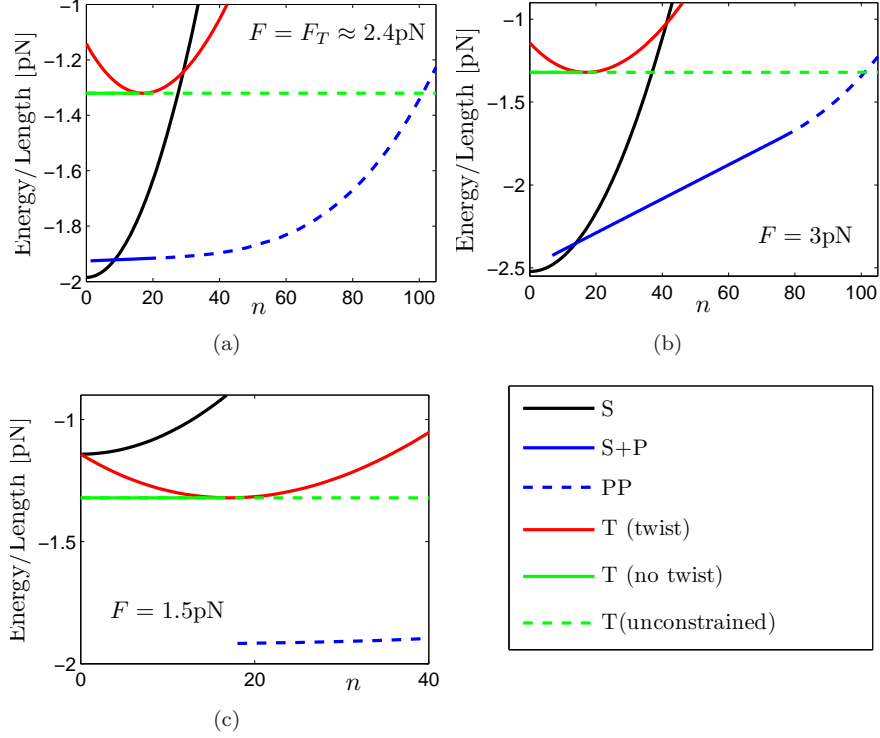 Energy/Length [pN]
−1
−1.2
−1.4
−1.6
−1.8
−2
0
20
40
60
80
100
n
F = F_T ≈ 2.4pN
(a)
Energy/Length [pN]
−1
−1.5
−2
−2.5
0
20
40
60
80
100
n
F = 3pN
(b)
Energy/Length [pN]
−1
−1.5
−2
0
20
40
n
F = 1.5pN
(c)
S
S+P
PP
T (twist)
T (no twist)
T(unconstrained)